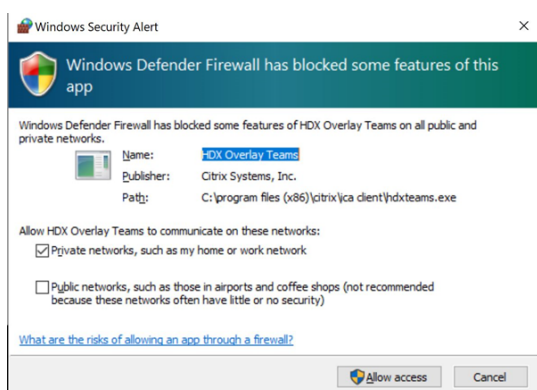 Windows Security Alert
Windows Defender Firewall has blocked some features of this
app
Windows Defender Firewall has blocked some features of HDX Overlay Teams on all public and
private networks.
Name: HDX Overlay Teams
Publisher: Citrix Systems, Inc.
Path: C:\program files (x86)\citrix\ica client\hdxteams.exe
Allow HDX Overlay Teams to communicate on these networks:
Private networks, such as my home or work network
Public networks, such as those in airports and coffee shops (not recommended
because these networks often have little or no security)
What are the risks of allowing an app through a firewall?
Allow access Cancel